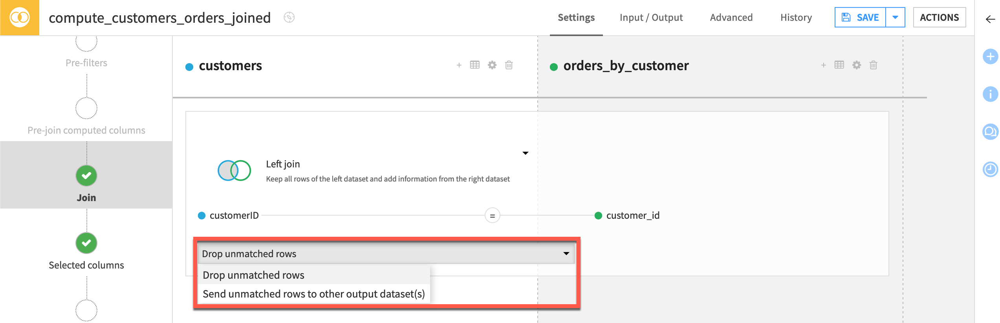 compute_customers_orders_joined
Settings
Input / Output
Advanced
History
SAVE
ACTIONS
Pre-filters
Pre-join computed columns
Join
Selected columns
customers
orders_by_customer
Left join
Keep all rows of the left dataset and add information from the right dataset
customerID
=
customer_id
Drop unmatched rows
Drop unmatched rows
Send unmatched rows to other output dataset(s)